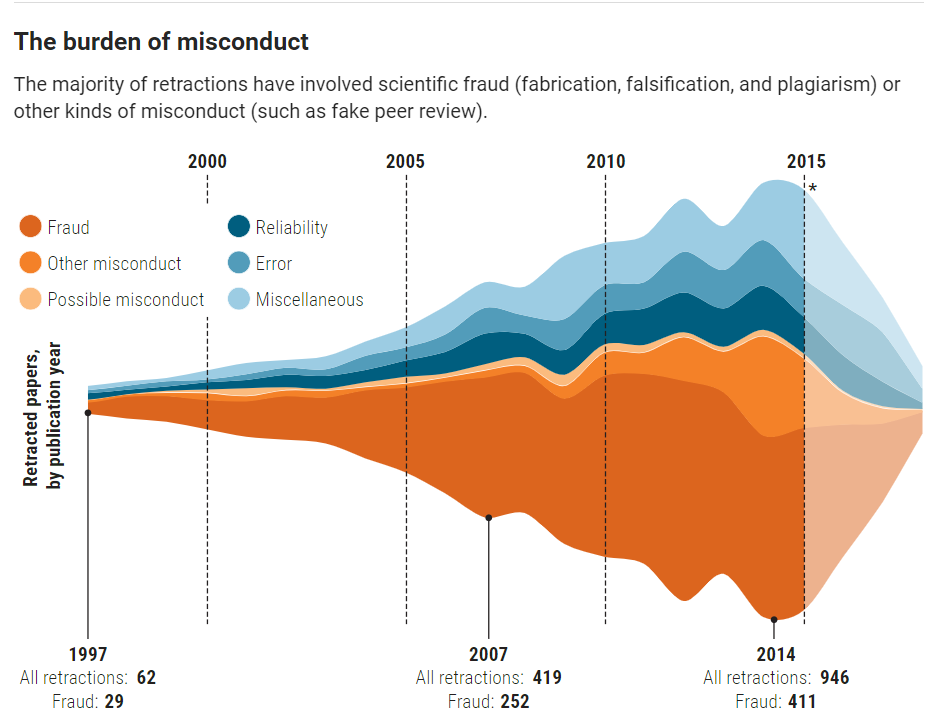 The burden of misconduct
The majority of retractions have involved scientific fraud (fabrication, falsification, and plagiarism) or
other kinds of misconduct (such as fake peer review).
2000
2005
2010
2015
*
Fraud
Other misconduct
Possible misconduct
Reliability
Error
Miscellaneous
Retracted papers,
by publication year
1997
All retractions: 62
Fraud: 29
2007
All retractions: 419
Fraud: 252
2014
All retractions: 946
Fraud: 411